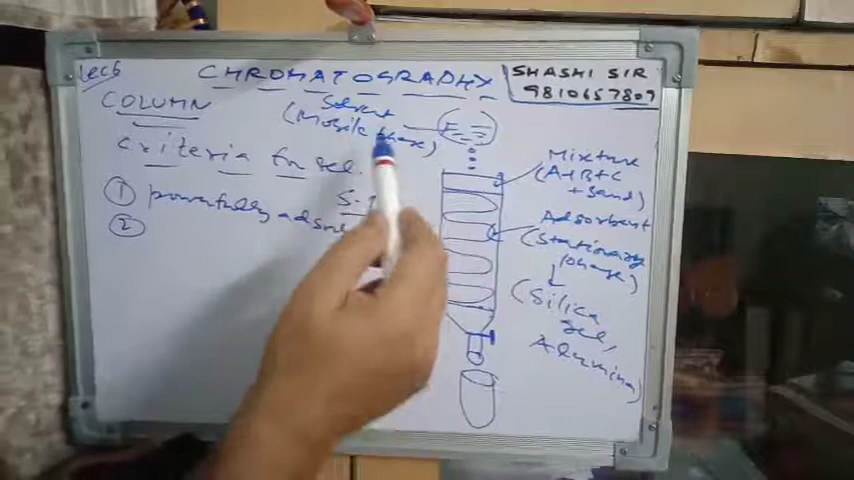 Lec6
CHROMATOGRAPHY
SHASHI SIR
9810657809
COLUMN
Solvent
(Mobile phase)
Criteria for sel.
S.
① powerfully adso
②
Mixture
(A+B+C
+ Sand)
Adsorbent
(Stationary
phase)
(Silica
Gel,
Alumina)